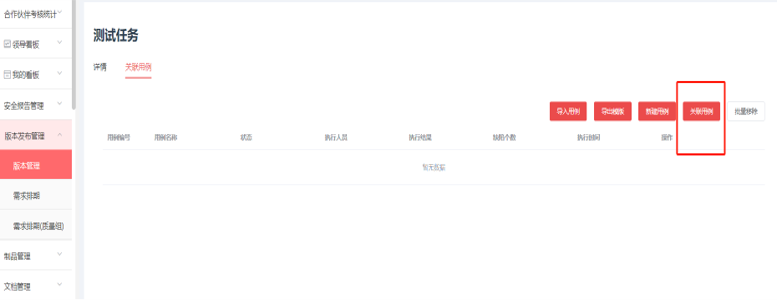 合作伙伴考核统计
领导看板
我的看板
安全报告管理
版本发布管理
版本管理
需求排期
需求排期(质量组)
制品管理
文档管理
测试任务
详情 关联用例
导入用例 导出模板 新建用例 关联用例 批量移除
用例编号 用例名称 状态 执行人员 执行结果 缺陷个数 执行时间 操作
暂无数据